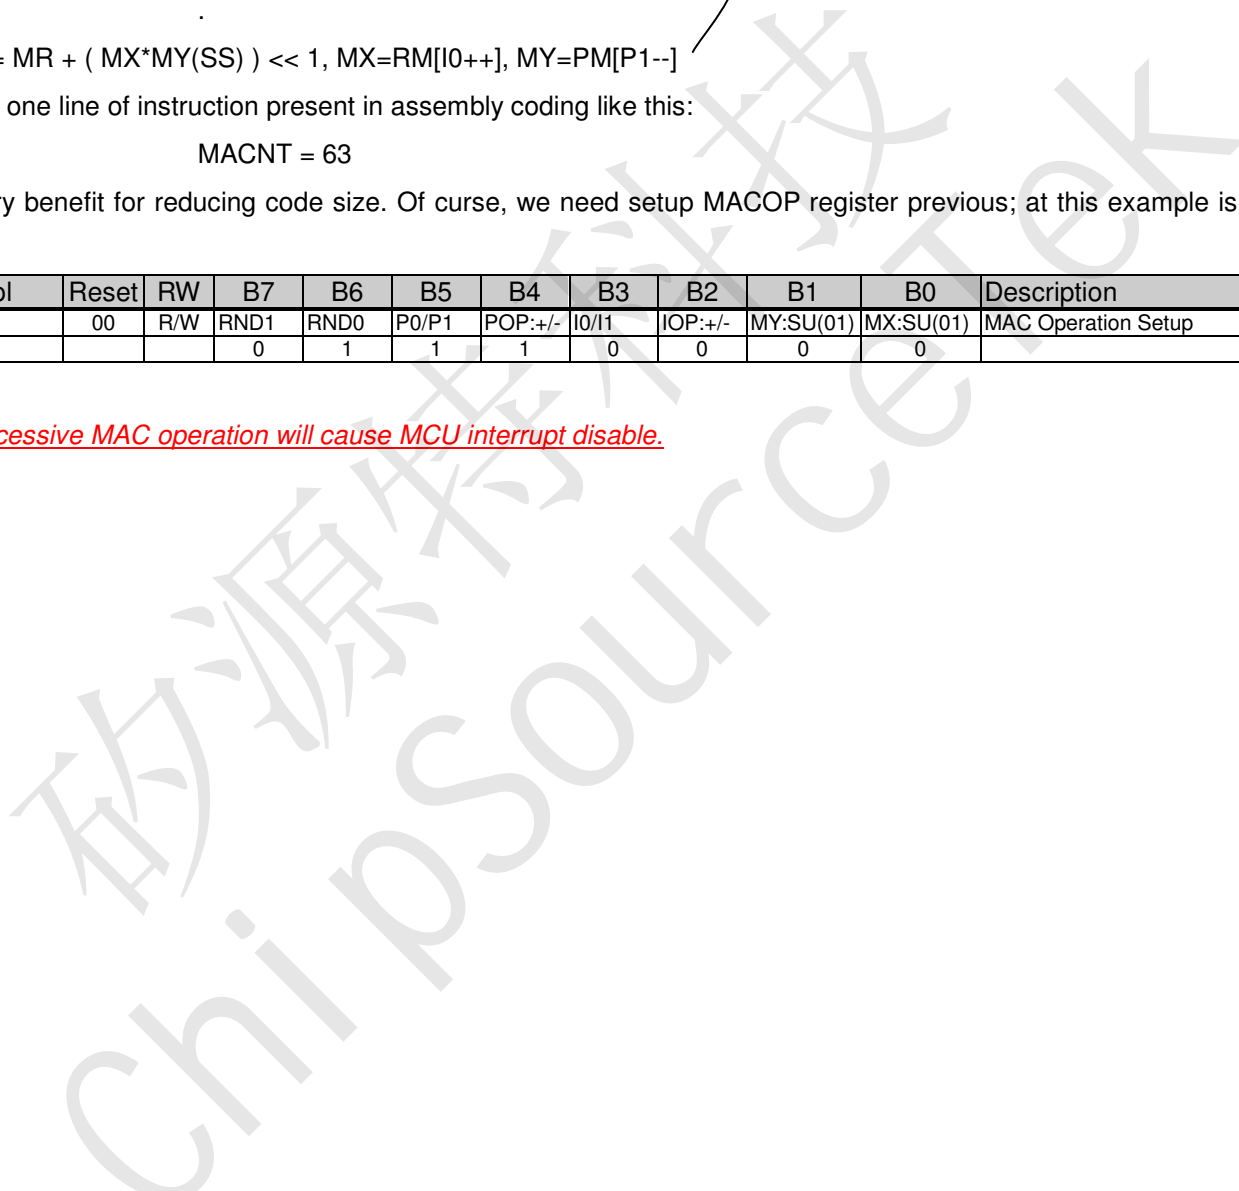 .
= MR + ( MX*MY(SS) ) << 1, MX=RM[I0++], MY=PM[P1--]
one line of instruction present in assembly coding like this:
MACNT = 63
ry benefit for reducing code size. Of curse, we need setup MACOP register previous; at this example is
ol Reset RW B7 B6 B5 B4 B3 B2 B1 B0 Description
00 R/W RND1 RND0 P0/P1 POP:+/- I0/I1 IOP:+/- MY:SU(01) MX:SU(01) MAC Operation Setup
0 1 1 1 0 0 0 0
cessive MAC operation will cause MCU interrupt disable.
矽源特科技
ChipSourceTek